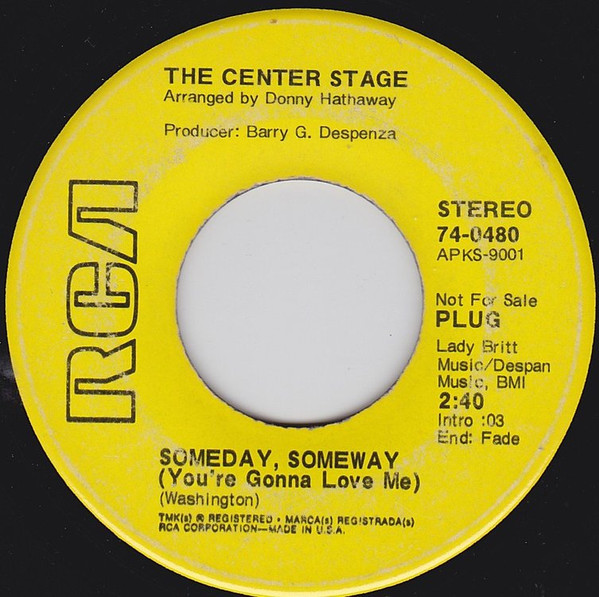 THE CENTER STAGE
Arranged by Donny Hathaway
Producer: Barry G. Despenza
RCA
STEREO
74-0480
APKS-9001
Not For Sale
PLUG
Lady Britt
Music/Despan
Music, BMI
2:40
Intro :03
End: Fade
SOMEDAY, SOMEWAY
(You're Gonna Love Me)
(Washington)
TMK(s) ® REGISTERED • MARCA(s) REGISTRADA(s)
RCA CORPORATION—MADE IN U.S.A.